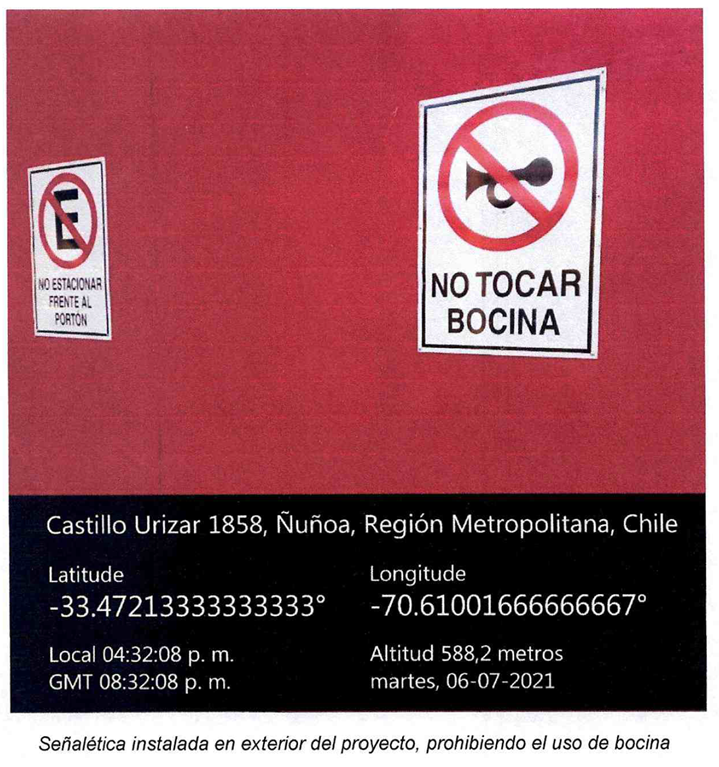 E
NO ESTACIONAR
FRENTE AL
PORTON
NO TOCAR
BOCINA
Castillo Urizar 1858, Ñuñoa, Región Metropolitana, Chile
Latitude
-33.47213333333333°
Longitude
-70.61001666666667°
Local 04:32:08 p. m.
GMT 08:32:08 p. m.
Altitud 588,2 metros
martes, 06-07-2021
Señalética instalada en exterior del proyecto, prohibiendo el uso de bocina